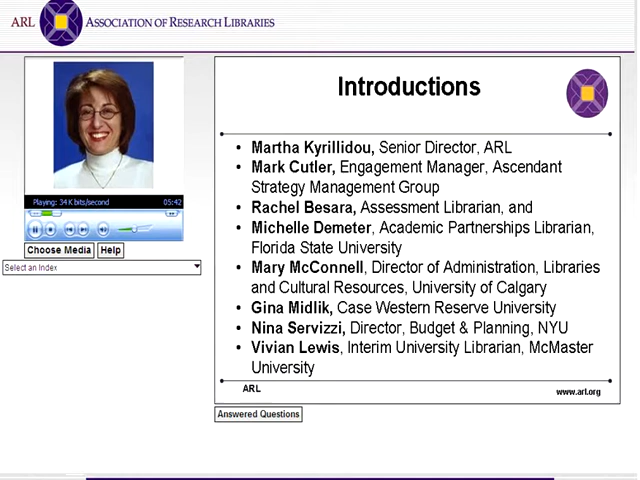 ARL ASSOCIATION OF RESEARCH LIBRARIES
Playing: 34 K bits/second 05:42
Choose Media Help
Select an Index
Introductions
• Martha Kyrillidou, Senior Director, ARL
• Mark Cutler, Engagement Manager, Ascendant
Strategy Management Group
• Rachel Besara, Assessment Librarian, and
• Michelle Demeter, Academic Partnerships Librarian,
Florida State University
• Mary McConnell, Director of Administration, Libraries
and Cultural Resources, University of Calgary
• Gina Midlik, Case Western Reserve University
• Nina Servizzi, Director, Budget & Planning, NYU
• Vivian Lewis, Interim University Librarian, McMaster
University
ARL www.arl.org
Answered Questions